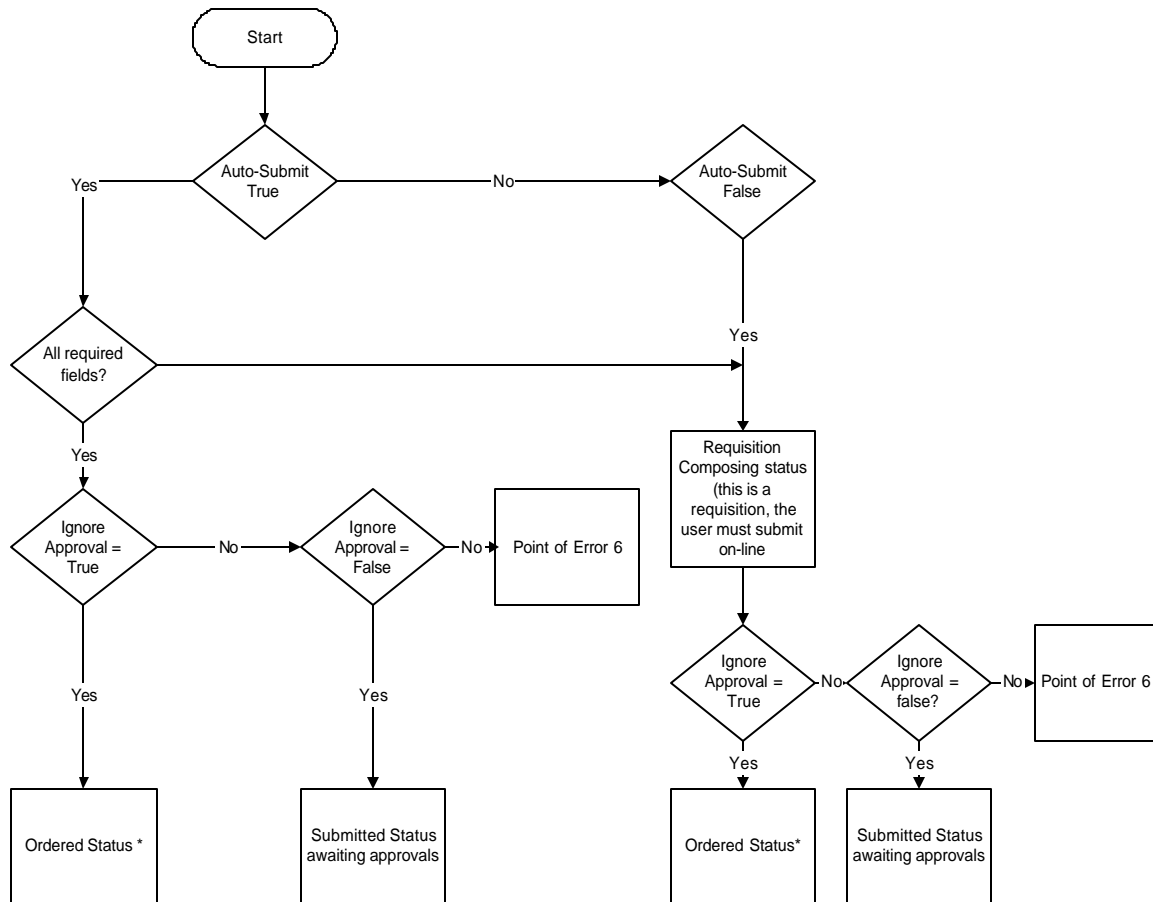 Start
Auto-Submit
True
No
Auto-Submit
False
Yes
Yes
All required
fields?
Yes
Requisition
Composing status
(this is a
requisition, the
user must submit
on-line
Ignore
Approval =
True
No
Ignore
Approval =
False
No
Point of Error 6
Yes
Yes
Ignore
Approval =
True
No
Ignore
Approval =
false?
No
Point of Error 6
Yes
Yes
Ordered Status *
Submitted Status
awaiting approvals
Ordered Status*
Submitted Status
awaiting approvals